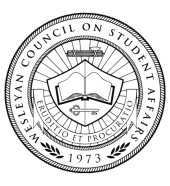 WESLEYAN COUNCIL ON STUDENT AFFAIRS
ERUDITIO ET PROCURATIO
1973